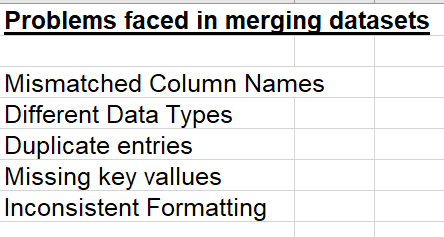 Problems faced in merging datasets
Mismatched Column Names
Different Data Types
Duplicate entries
Missing key vallues
Inconsistent Formatting